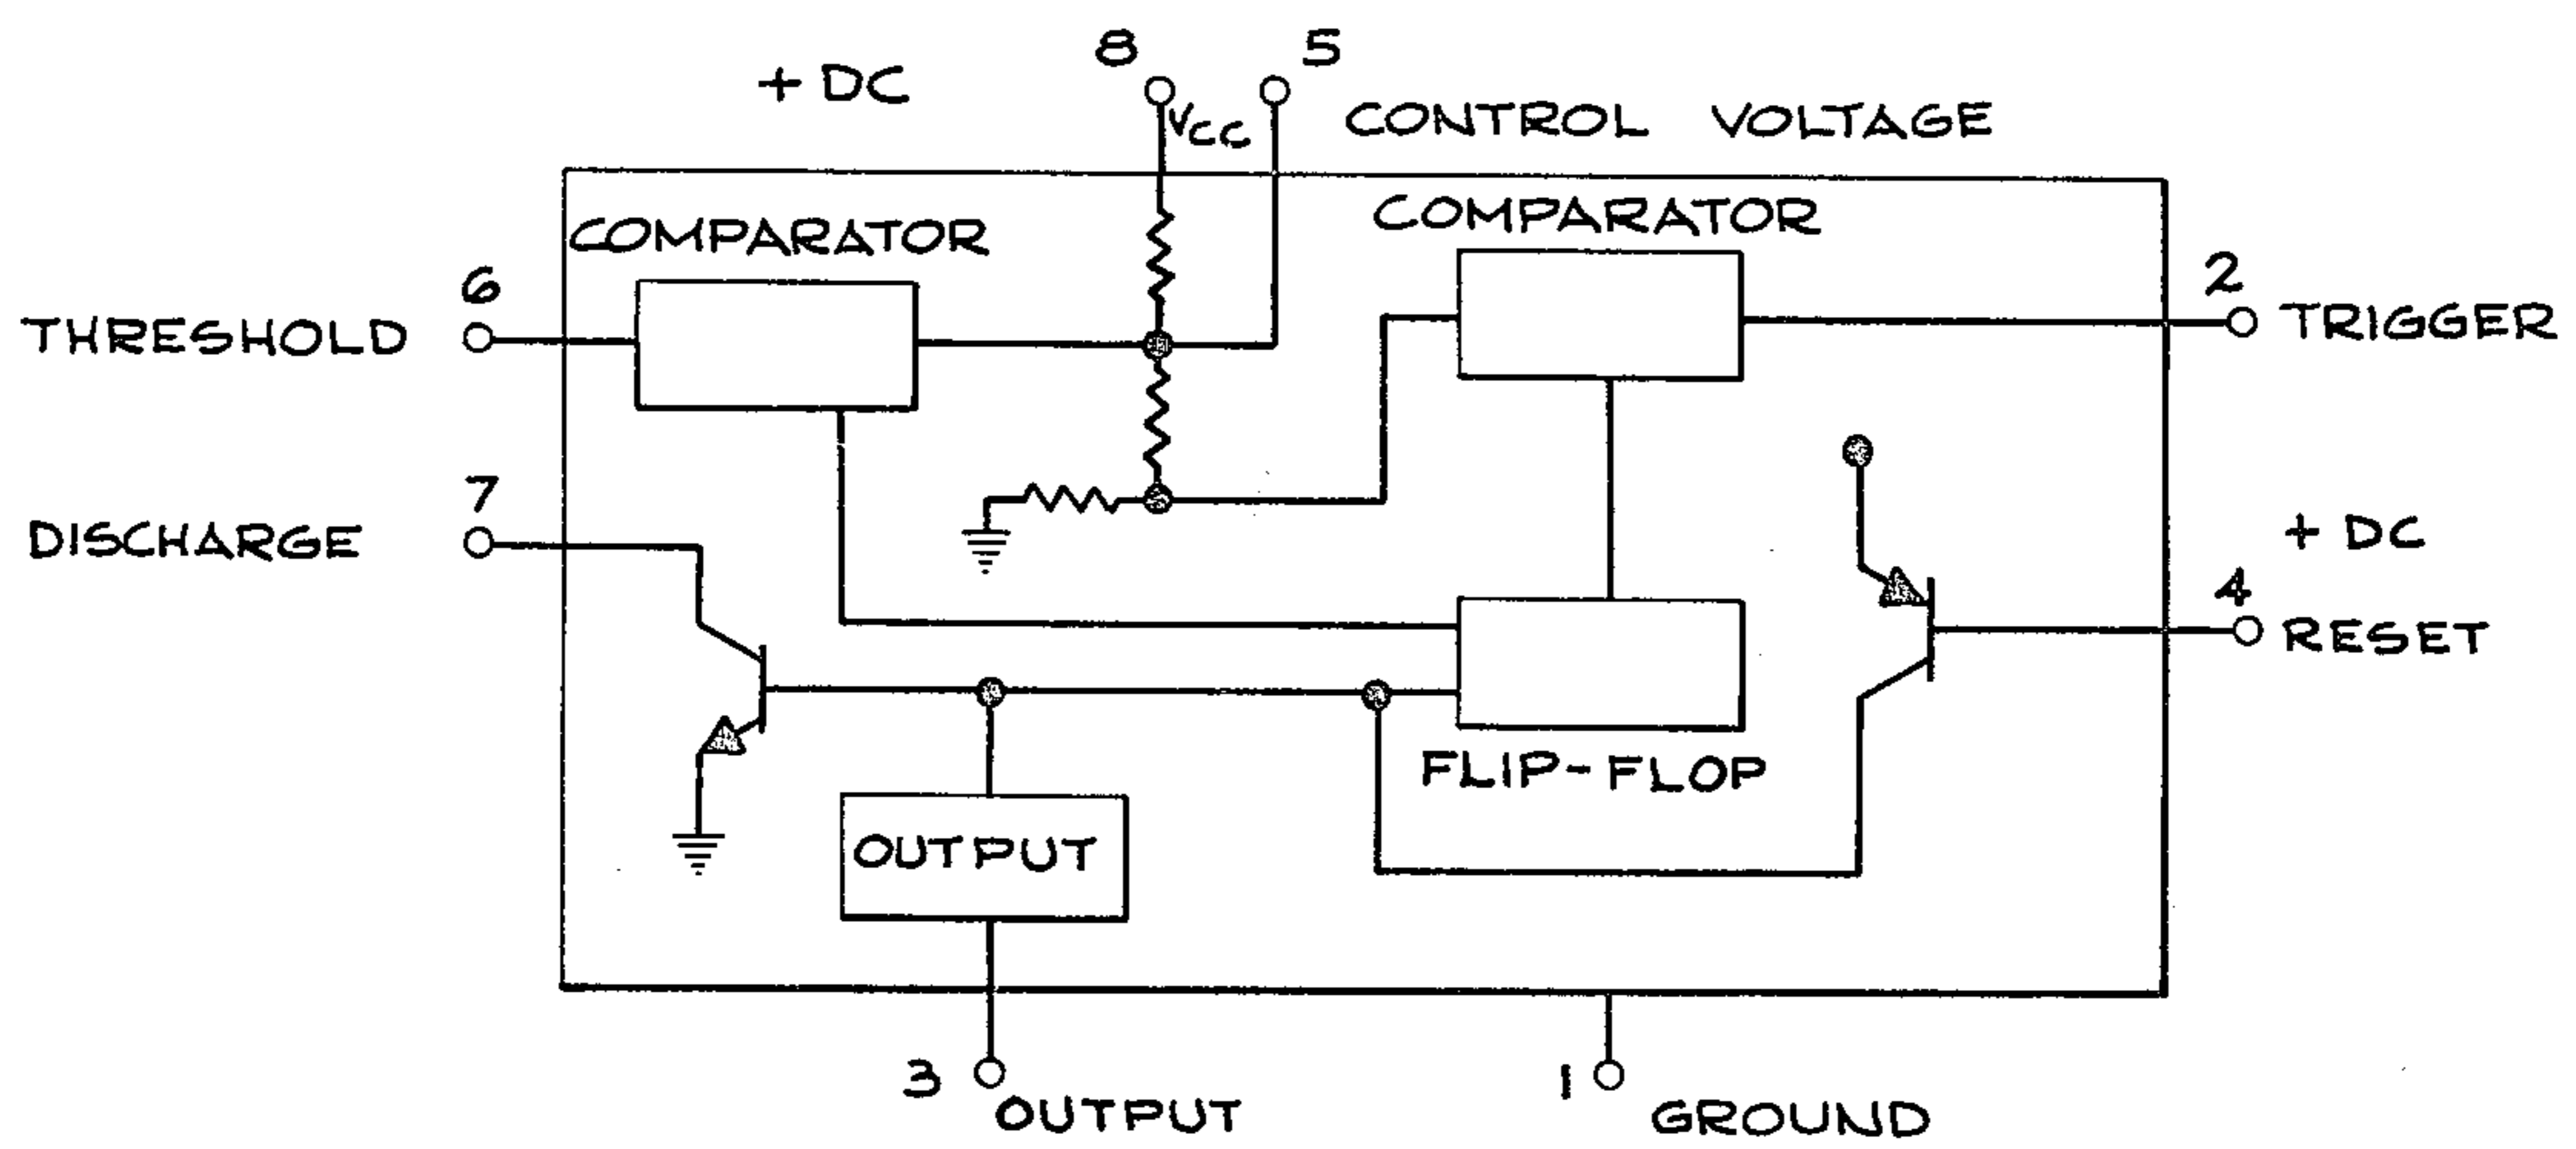 8
5
+ DC
VCC
CONTROL VOLTAGE
COMPARATOR
COMPARATOR
6
THRESHOLD
2
TRIGGER
7
DISCHARGE
+ DC
4
RESET
FLIP-FLOP
OUTPUT
3
OUTPUT
1
GROUND